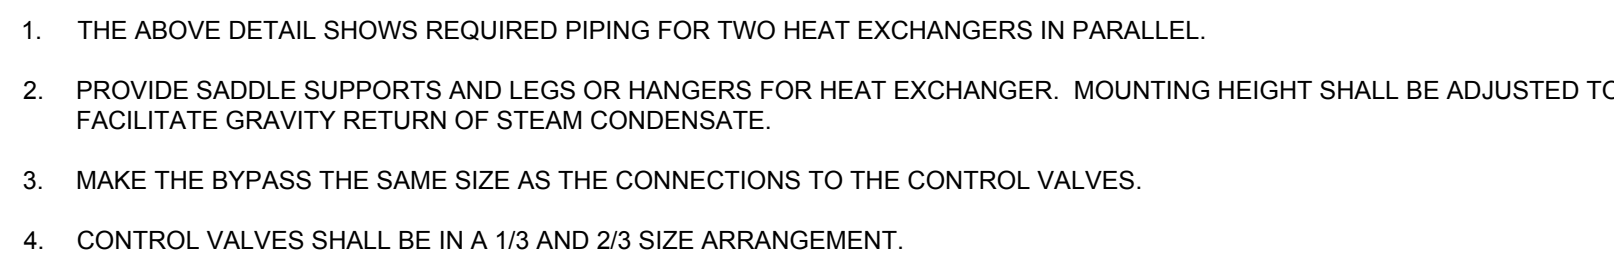 1. THE ABOVE DETAIL SHOWS REQUIRED PIPING FOR TWO HEAT EXCHANGERS IN PARALLEL.
2. PROVIDE SADDLE SUPPORTS AND LEGS OR HANGERS FOR HEAT EXCHANGER. MOUNTING HEIGHT SHALL BE ADJUSTED TO
FACILITATE GRAVITY RETURN OF STEAM CONDENSATE.
3. MAKE THE BYPASS THE SAME SIZE AS THE CONNECTIONS TO THE CONTROL VALVES.
4. CONTROL VALVES SHALL BE IN A 1/3 AND 2/3 SIZE ARRANGEMENT.